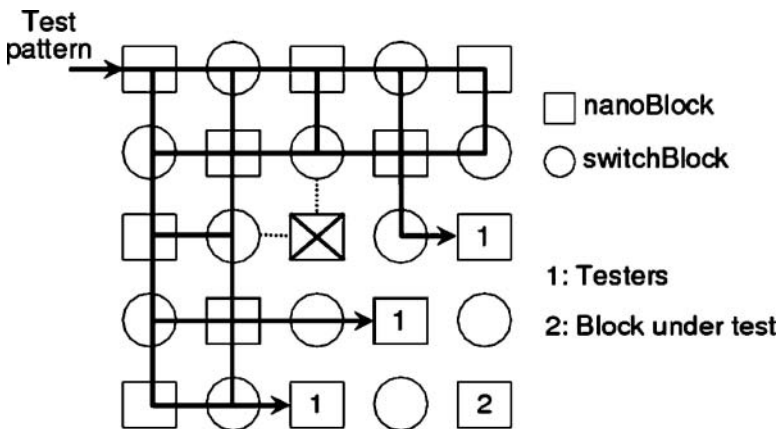 Test
pattern
nanoBlock
switchBlock
1
1: Testers
1
2: Block under test
1
2